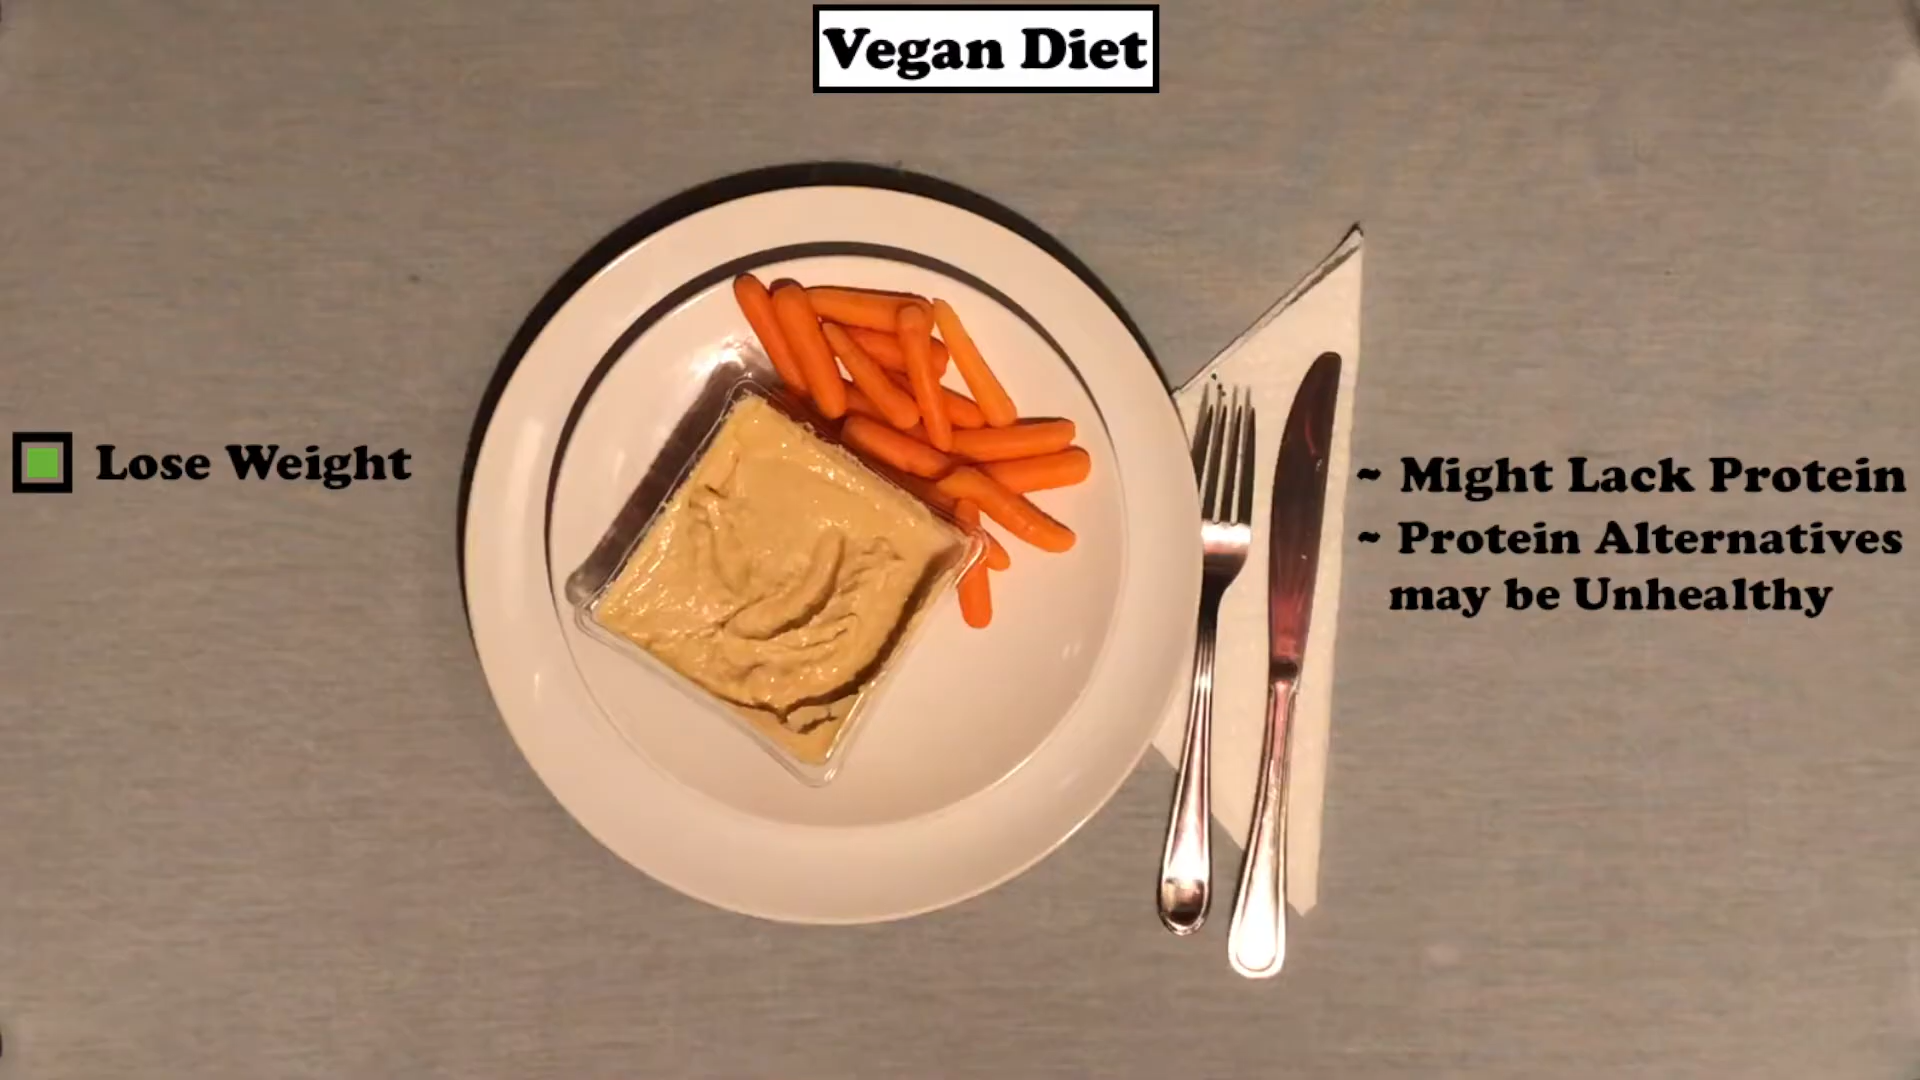 Vegan Diet
Lose Weight
~ Might Lack Protein
~ Protein Alternatives
may be Unhealthy